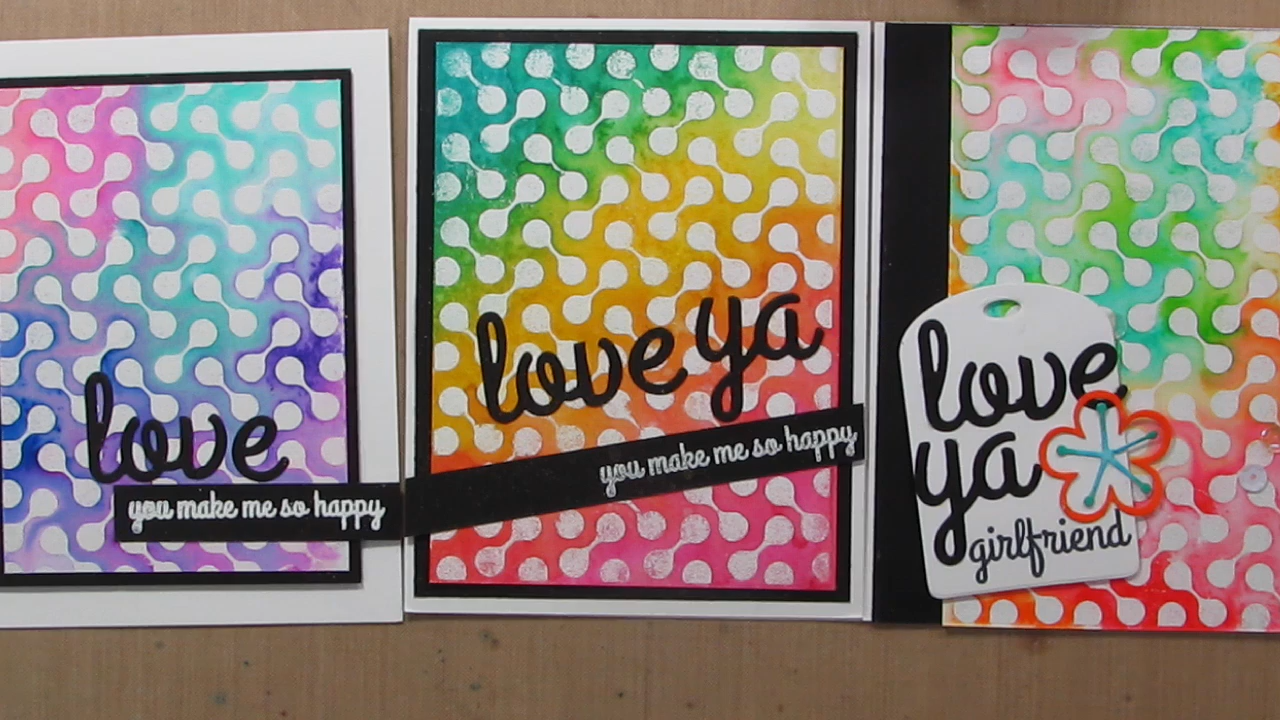 love
you make me so happy
love ya
you make me so happy
love
ya
girlfriend